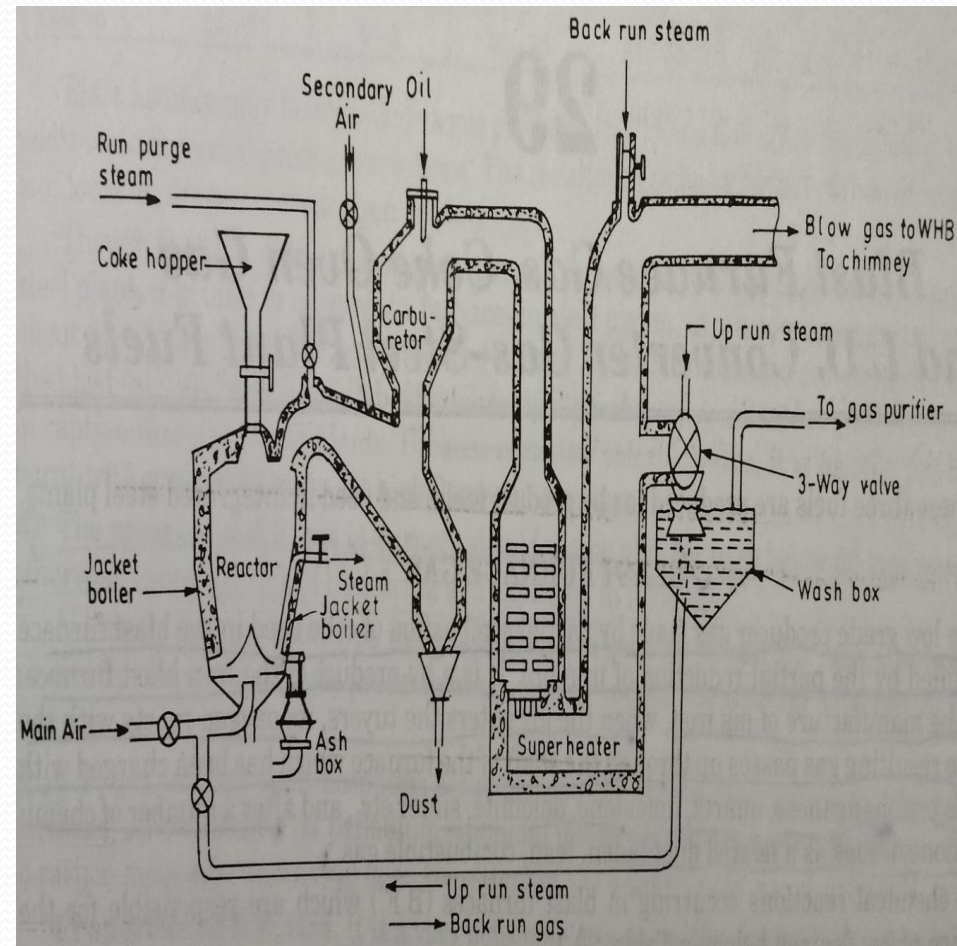 Back run steam
Secondary Oil
Air
Run purge
steam
Coke hopper
Carbu-
retor
Blow gas to WHB
To chimney
Up run steam
To gas purifier
3-Way valve
Jacket
boiler
Reactor
Steam
Jacket
boiler
Wash box
Main Air
Ash
box
Superheater
Dust
Up run steam
Back run gas